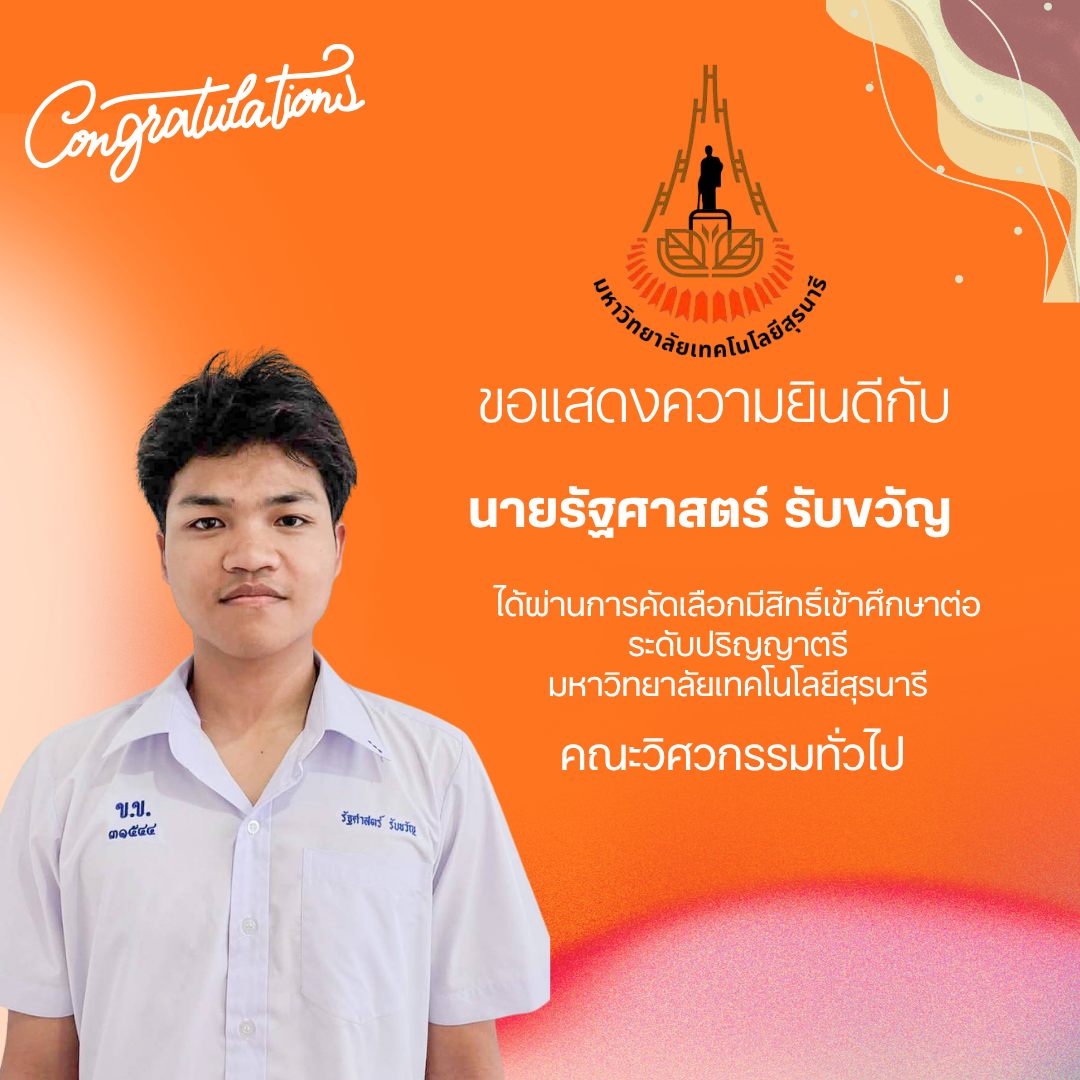 Congratulations
มหาวิทยาลัยเทคโนโลยีสุรนารี
ขอแสดงความยินดีกับ
นายรัฐศาสตร์ รับขวัญ
ได้ผ่านการคัดเลือกมีสิทธิ์เข้าศึกษาต่อ
ระดับปริญญาตรี
มหาวิทยาลัยเทคโนโลยีสุรนารี
คณะวิศวกรรมทั่วไป
ข.ข.
๓๑๕๔๔
รัฐศาสตร์ รับขวัญ